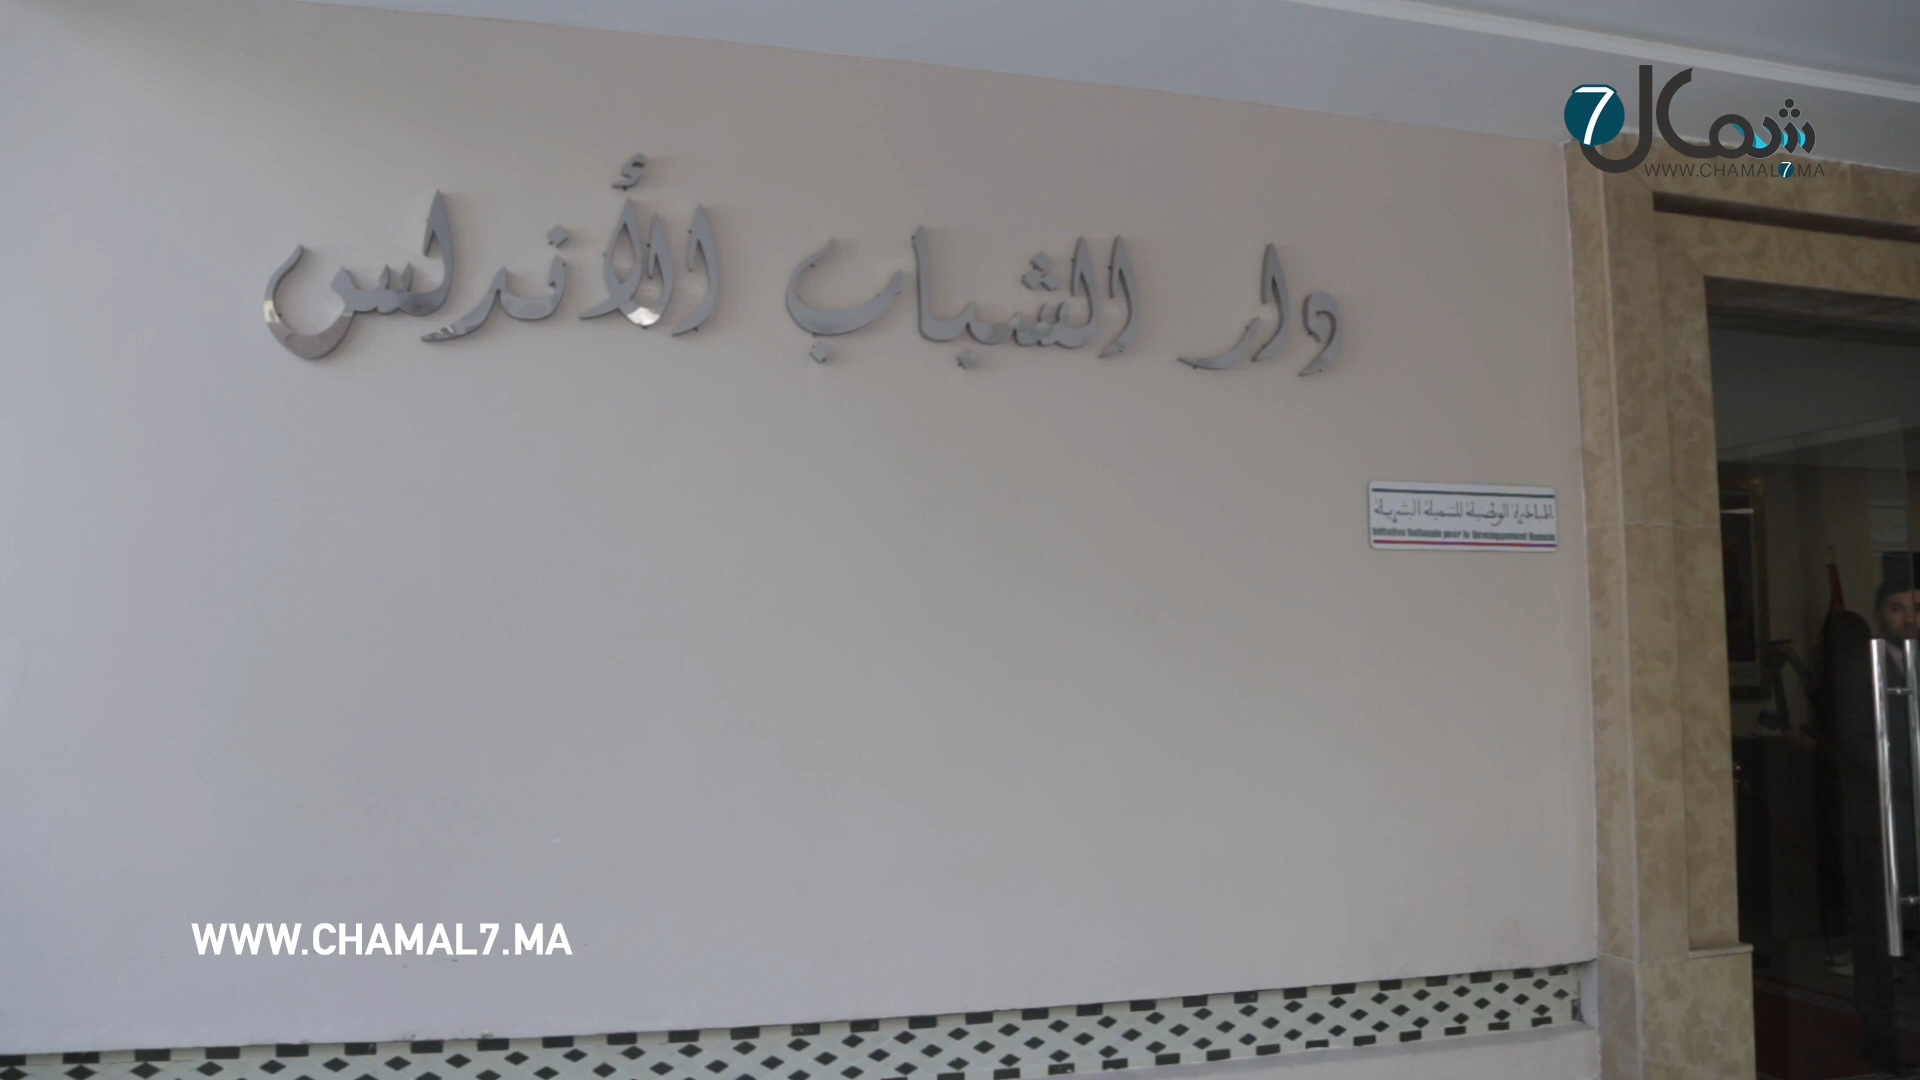 شمال 7
WWW.CHAMAL7.MA
دار الشباب الأندلس
المبادرة الوطنية للتنمية البشرية
Initiative Nationale pour le Développement Humain
WWW.CHAMAL7.MA